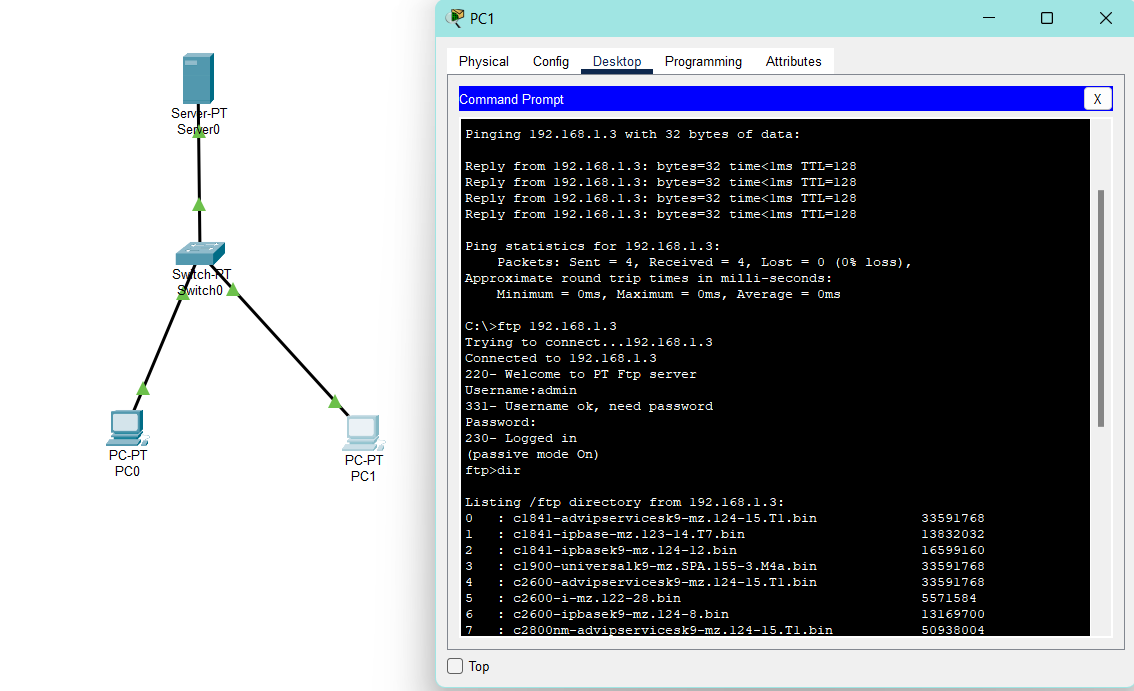 Server-PT
Server0
Switch-PT
Switch0
PC-PT
PC0
PC-PT
PC1
PC1
Physical Config Desktop Programming Attributes
Command Prompt X
Pinging 192.168.1.3 with 32 bytes of data:
Reply from 192.168.1.3: bytes=32 time<1ms TTL=128
Reply from 192.168.1.3: bytes=32 time<1ms TTL=128
Reply from 192.168.1.3: bytes=32 time<1ms TTL=128
Reply from 192.168.1.3: bytes=32 time<1ms TTL=128
Ping statistics for 192.168.1.3:
    Packets: Sent = 4, Received = 4, Lost = 0 (0% loss),
Approximate round trip times in milli-seconds:
    Minimum = 0ms, Maximum = 0ms, Average = 0ms
C:\>ftp 192.168.1.3
Trying to connect...192.168.1.3
Connected to 192.168.1.3
220- Welcome to PT Ftp server
Username:admin
331- Username ok, need password
Password:
230- Logged in
(passive mode On)
ftp>dir
Listing /ftp directory from 192.168.1.3:
0   : c1841-advipservicesk9-mz.124-15.T1.bin             33591768
1   : c1841-ipbase-mz.123-14.T7.bin                      13832032
2   : c1841-ipbasek9-mz.124-12.bin                       16599160
3   : c1900-universalk9-mz.SPA.155-3.M4a.bin             33591768
4   : c2600-advipservicesk9-mz.124-15.T1.bin             33591768
5   : c2600-i-mz.122-28.bin                              5571584
6   : c2600-ipbasek9-mz.124-8.bin                        13169700
7   : c2800nm-advipservicesk9-mz.124-15.T1.bin           50938004
Top